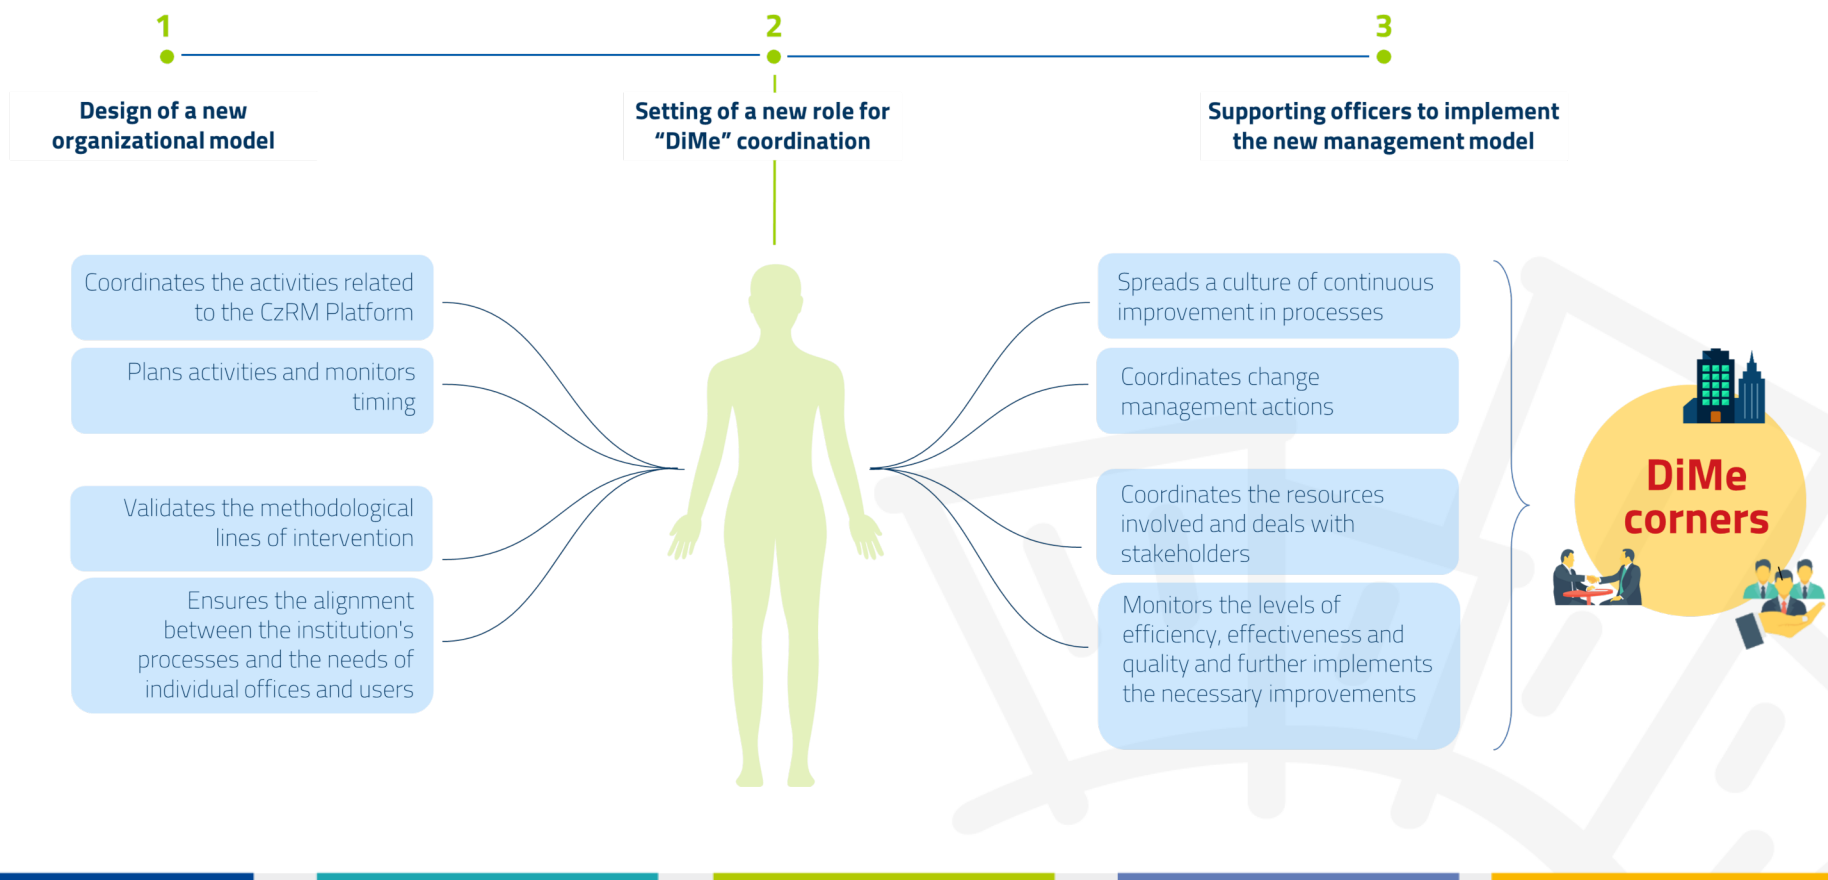 1
2
3
Design of a new
organizational model
Setting of a new role for
“DiMe” coordination
Supporting officers to implement
the new management model
Coordinates the activities related
to the CzRM Platform
Plans activities and monitors
timing
Validates the methodological
lines of intervention
Ensures the alignment
between the institution's
processes and the needs of
individual offices and users
Spreads a culture of continuous
improvement in processes
Coordinates change
management actions
Coordinates the resources
involved and deals with
stakeholders
Monitors the levels of
efficiency, effectiveness and
quality and further implements
the necessary improvements
DiMe
corners